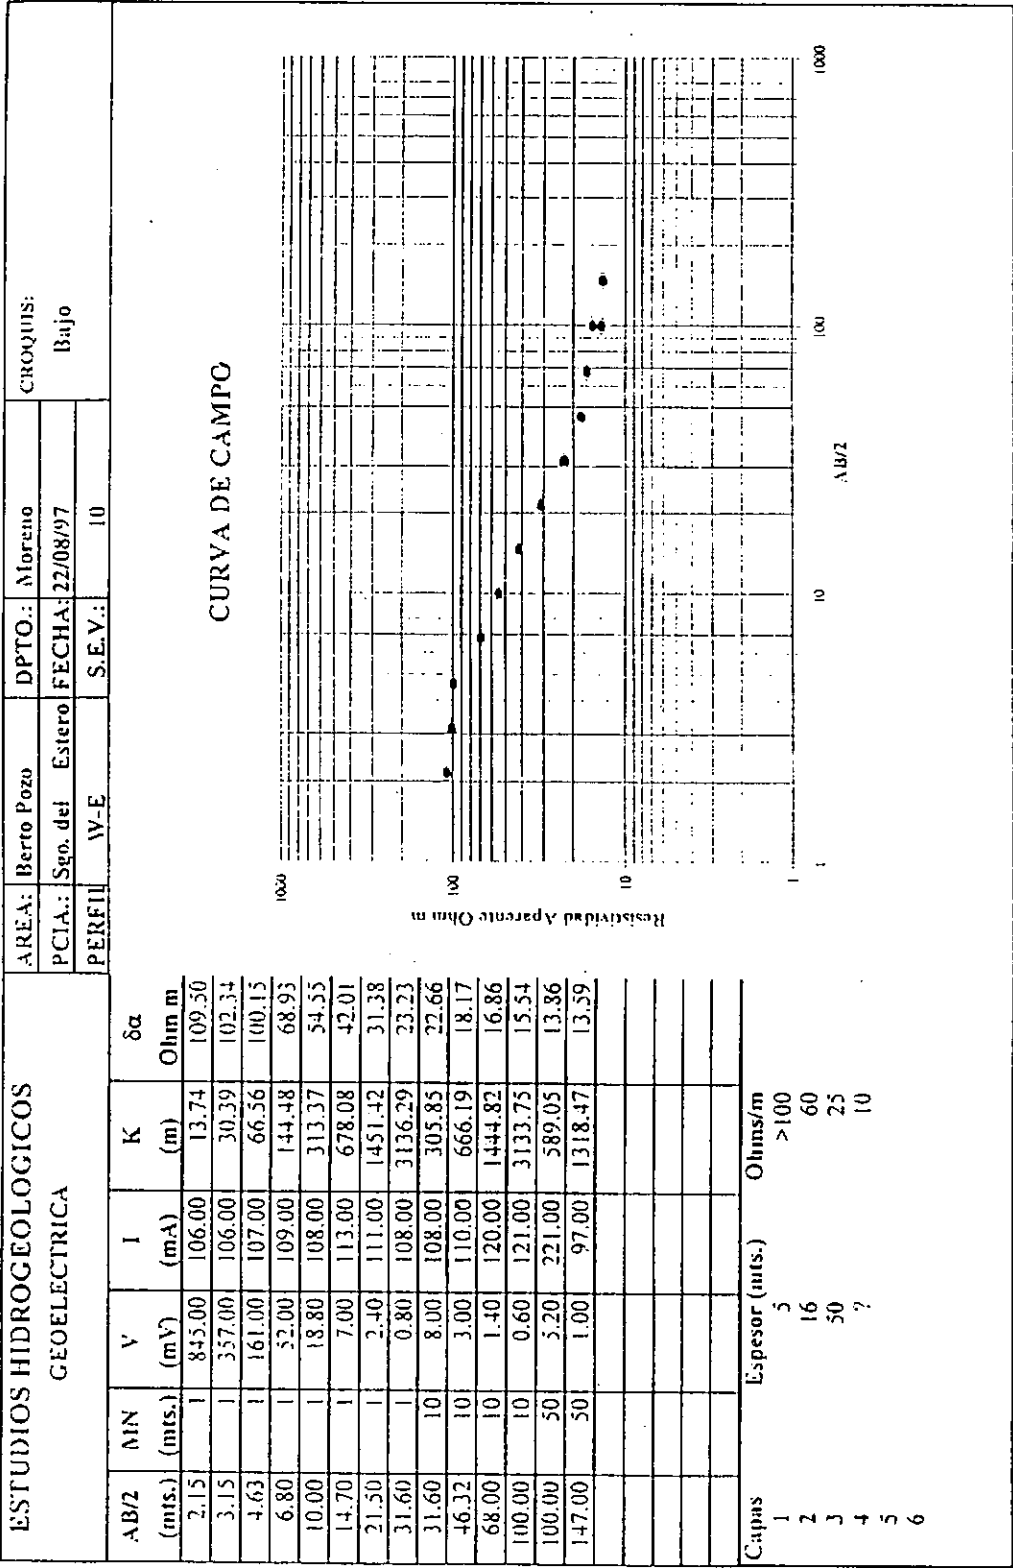 ESTUDIOS HIDROGEOLOGICOS
GEOELECTRICA
AREA: Berto Pozo DPTO.: Moreno CROQUIS:
PCIA.: Sgo. del Estero FECHA: 22/08/97 Bajo
PERFIL W-E S.E.V.: 10
AB/2 MN V I K δα
(mts.) (mts.) (mV) (mA) (m) Ohm m
2.15 1 845.00 106.00 13.74 109.50
3.15 1 357.00 106.00 30.39 102.34
4.63 1 161.00 107.00 66.56 100.15
6.80 1 52.00 109.00 144.48 68.93
10.00 1 18.80 108.00 313.37 54.55
14.70 1 7.00 113.00 678.08 42.01
21.50 1 2.40 111.00 1451.42 31.38
31.60 1 0.80 108.00 3136.29 23.23
31.60 10 8.00 108.00 305.85 22.66
46.32 10 3.00 110.00 666.19 18.17
68.00 10 1.40 120.00 1444.82 16.86
100.00 10 0.60 121.00 3133.75 15.54
100.00 50 5.20 221.00 589.05 13.86
147.00 50 1.00 97.00 1318.47 13.59
Capas Espesor (mts.) Ohms/m
1 5 >100
2 16 60
3 50 25
4 ? 10
5
6
CURVA DE CAMPO
Resistividad Aparente Ohm m
1000
100
10
1
1 10 100 1000
AB/2